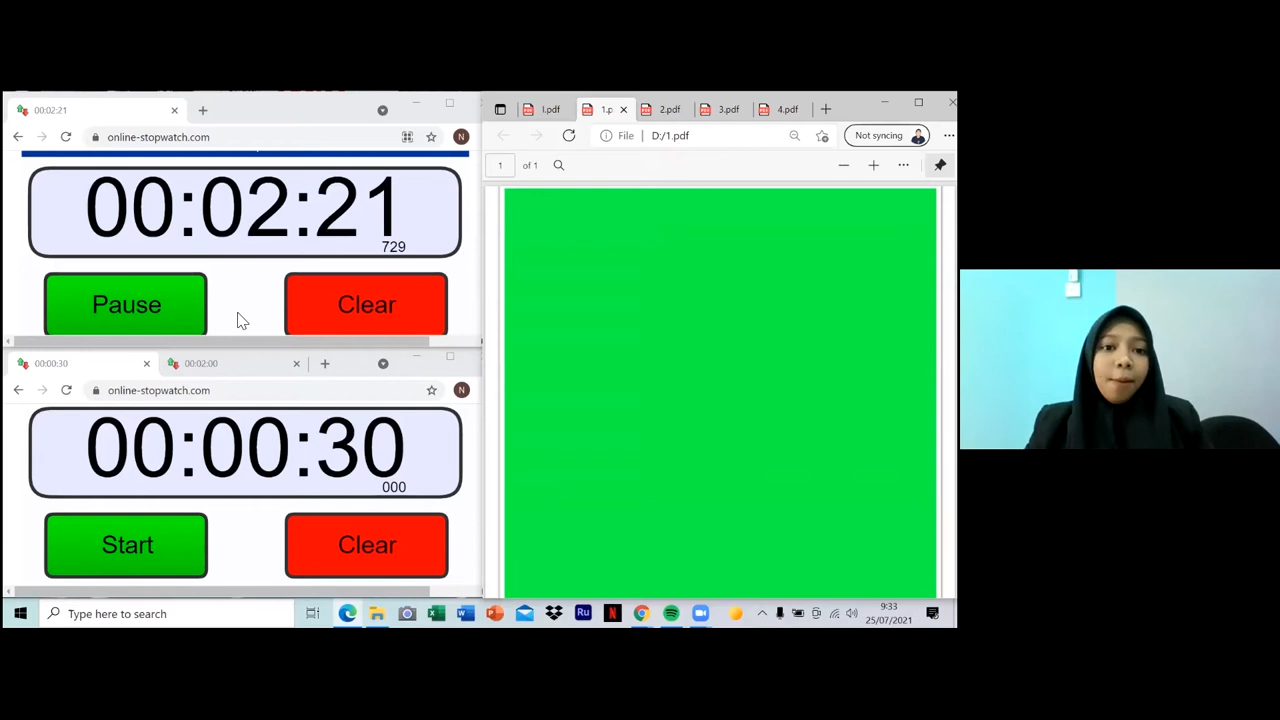 00:02:21
online-stopwatch.com
N
00:02:21
729
Pause
Clear
00:00:30
00:02:00
online-stopwatch.com
N
00:00:30
000
Start
Clear
1.pdf
1.p
2.pdf
3.pdf
4.pdf
File
D:/1.pdf
Not syncing
1
of 1
Type here to search
Ru
N
9:33
25/07/2021